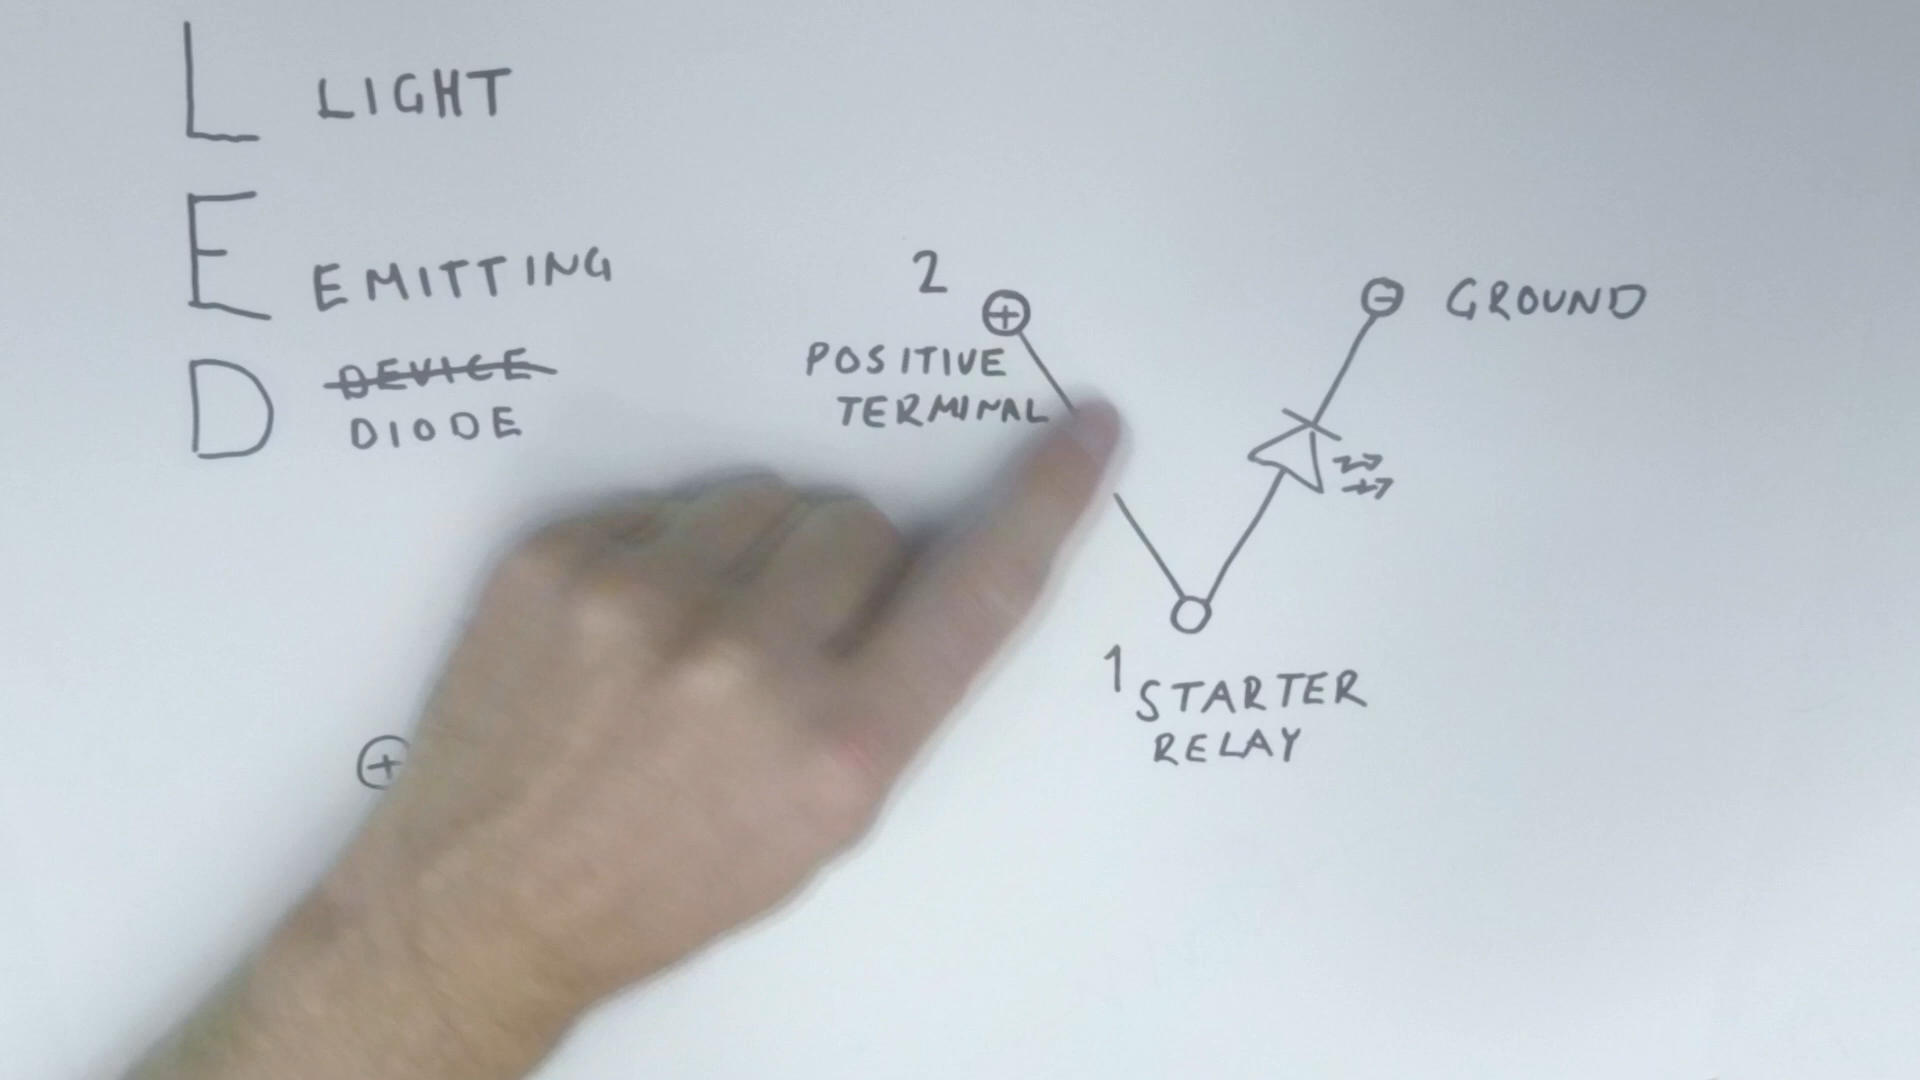 L LIGHT
E EMITTING
D DEVICE
DIODE
2
+
POSITIVE
TERMINAL
- GROUND
1 STARTER
RELAY
+